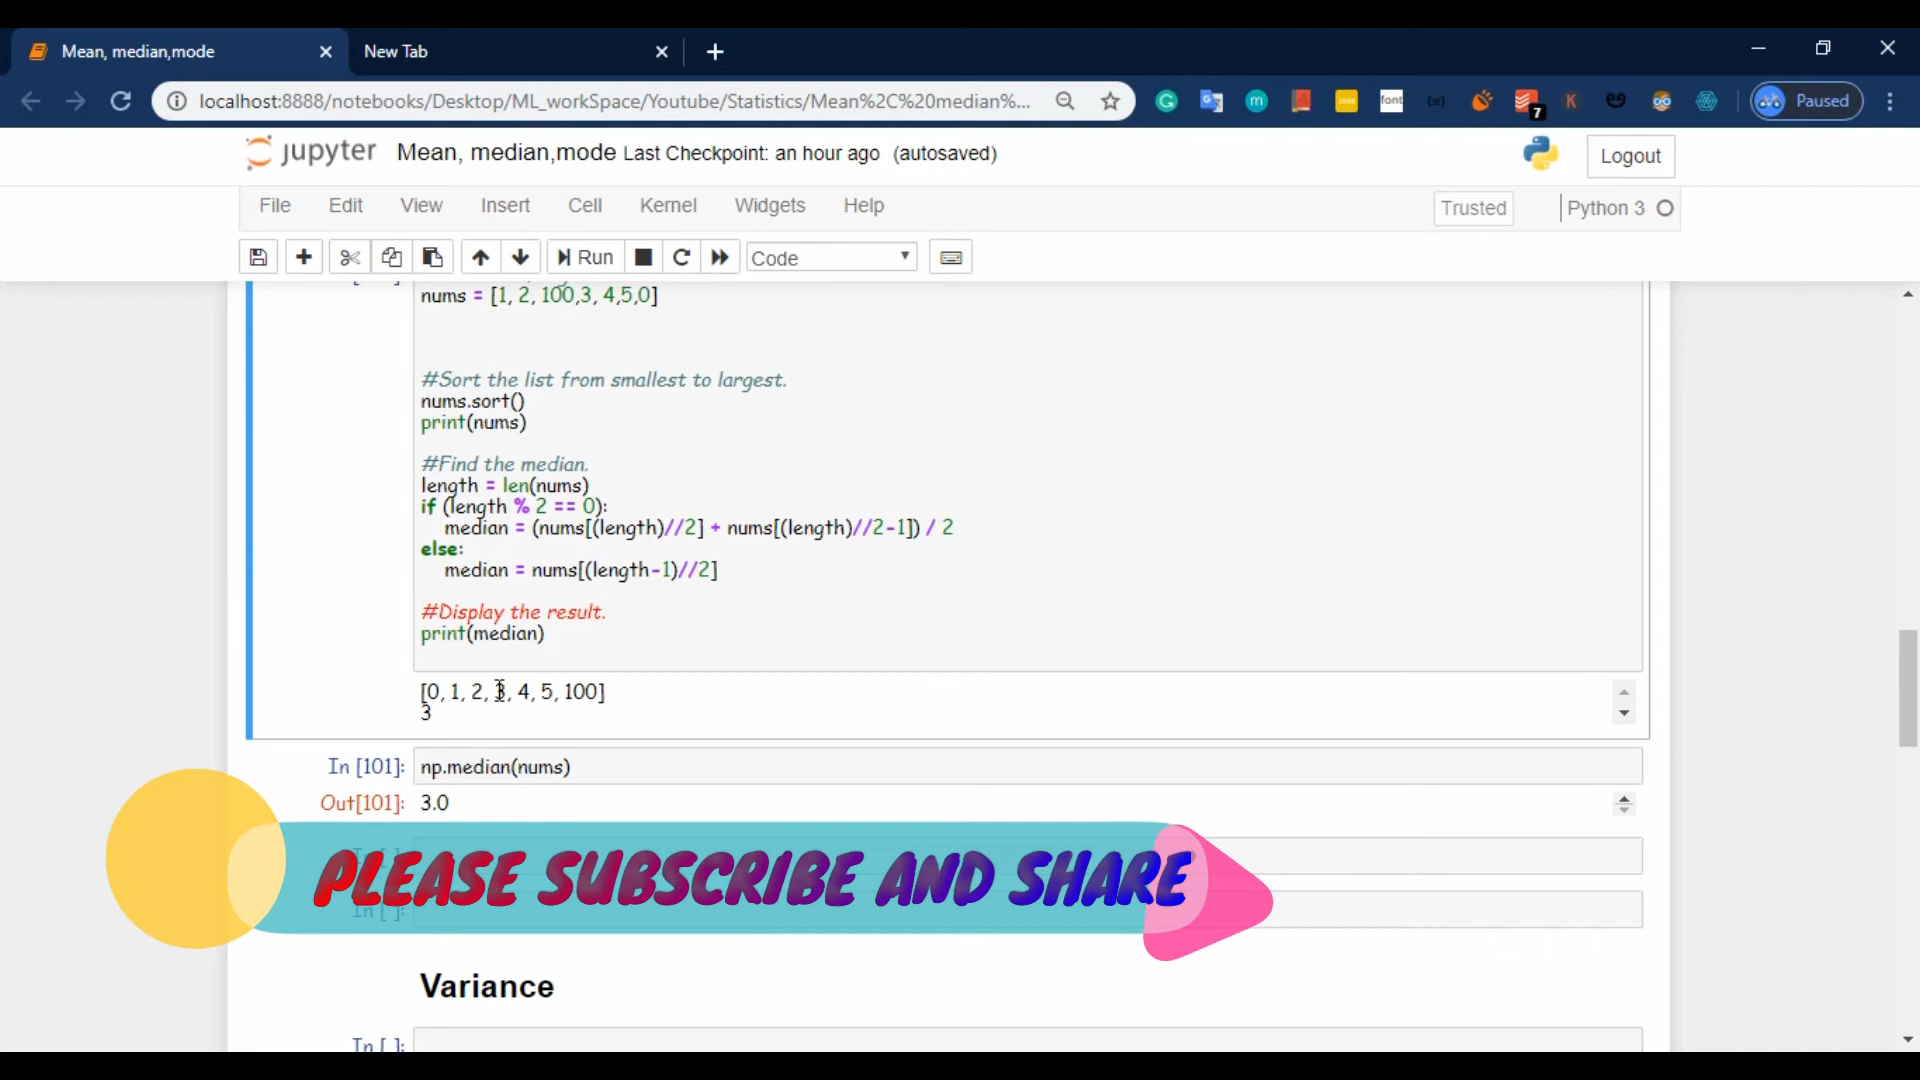 Mean, median,mode
New Tab
localhost:8888/notebooks/Desktop/ML_workSpace/Youtube/Statistics/Mean%2C%20median%...
font
7
K
Paused
jupyter Mean, median,mode Last Checkpoint: an hour ago (autosaved)
Logout
File Edit View Insert Cell Kernel Widgets Help
Trusted
Python 3
Run
Code
nums = [1, 2, 100,3, 4,5,0]
#Sort the list from smallest to largest.
nums.sort()
print(nums)
#Find the median.
length = len(nums)
if (length % 2 == 0):
median = (nums[(length)//2] + nums[(length)//2-1]) / 2
else:
median = nums[(length-1)//2]
#Display the result.
print(median)
[0, 1, 2, 3, 4, 5, 100]
3
In [101]: np.median(nums)
Out[101]: 3.0
PLEASE SUBSCRIBE AND SHARE
In [ ]:
Variance
In [ ]: